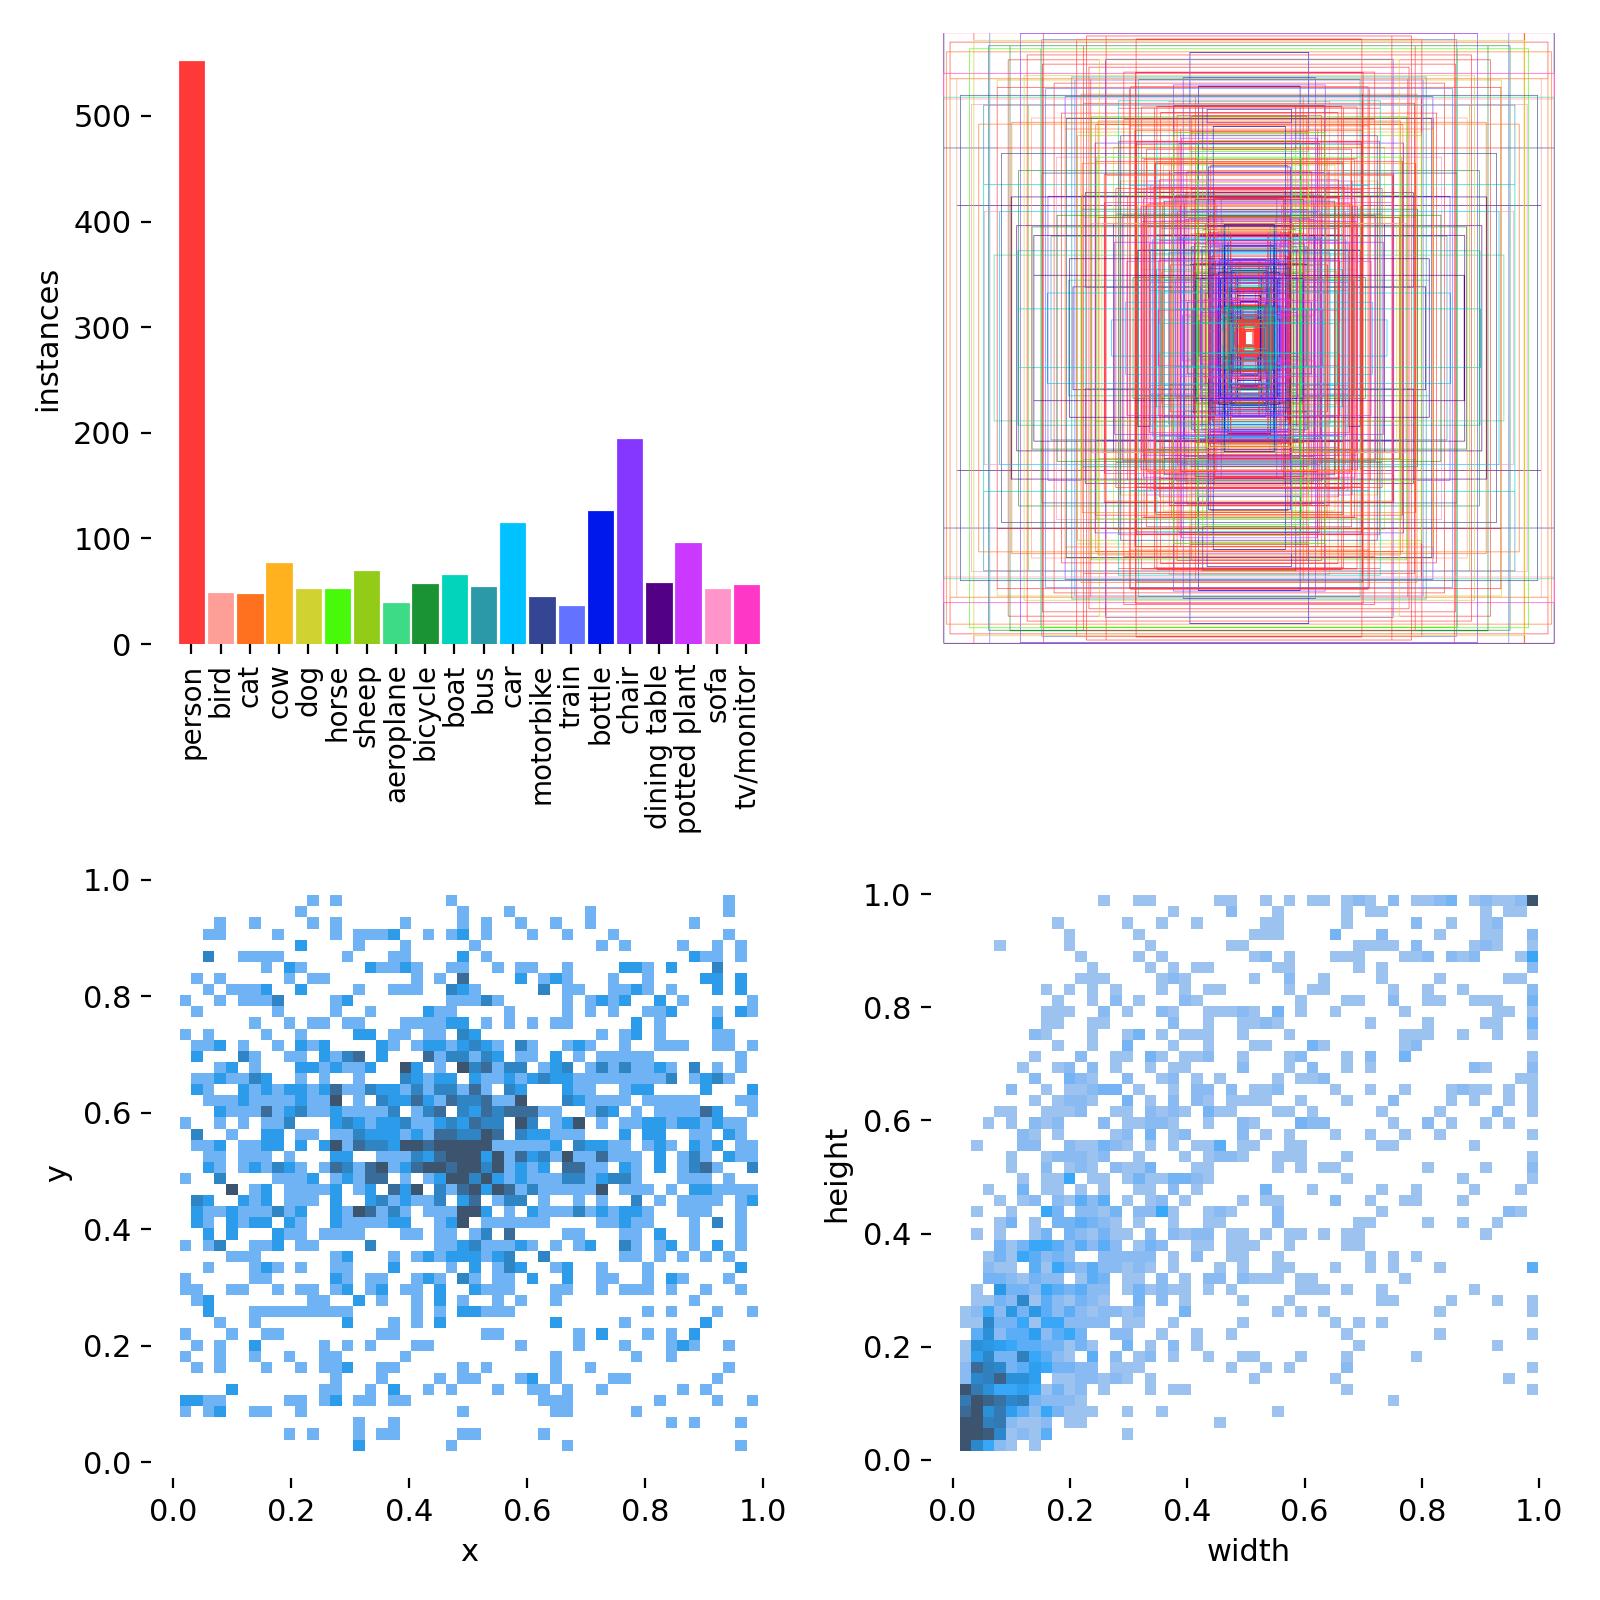 instances
500
400
300
200
100
0
person
bird
cat
cow
dog
horse
sheep
aeroplane
bicycle
boat
bus
car
motorbike
train
bottle
chair
dining table
potted plant
sofa
tv/monitor
y
1.0
0.8
0.6
0.4
0.2
0.0
0.0 0.2 0.4 0.6 0.8 1.0
x
height
1.0
0.8
0.6
0.4
0.2
0.0
0.0 0.2 0.4 0.6 0.8 1.0
width